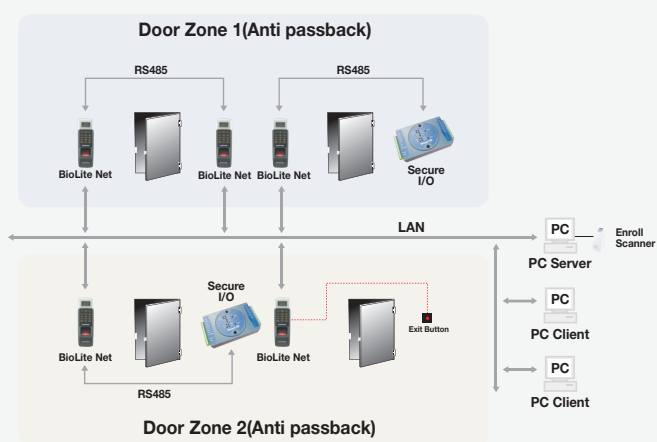 Door Zone 1(Anti passback)
RS485
RS485
BioLite Net
BioLite Net
BioLite Net
Secure
I/O
LAN
PC
Enroll
Scanner
PC Server
Secure
I/O
PC
PC Client
BioLite Net
BioLite Net
Exit Button
RS485
PC
PC Client
Door Zone 2(Anti passback)